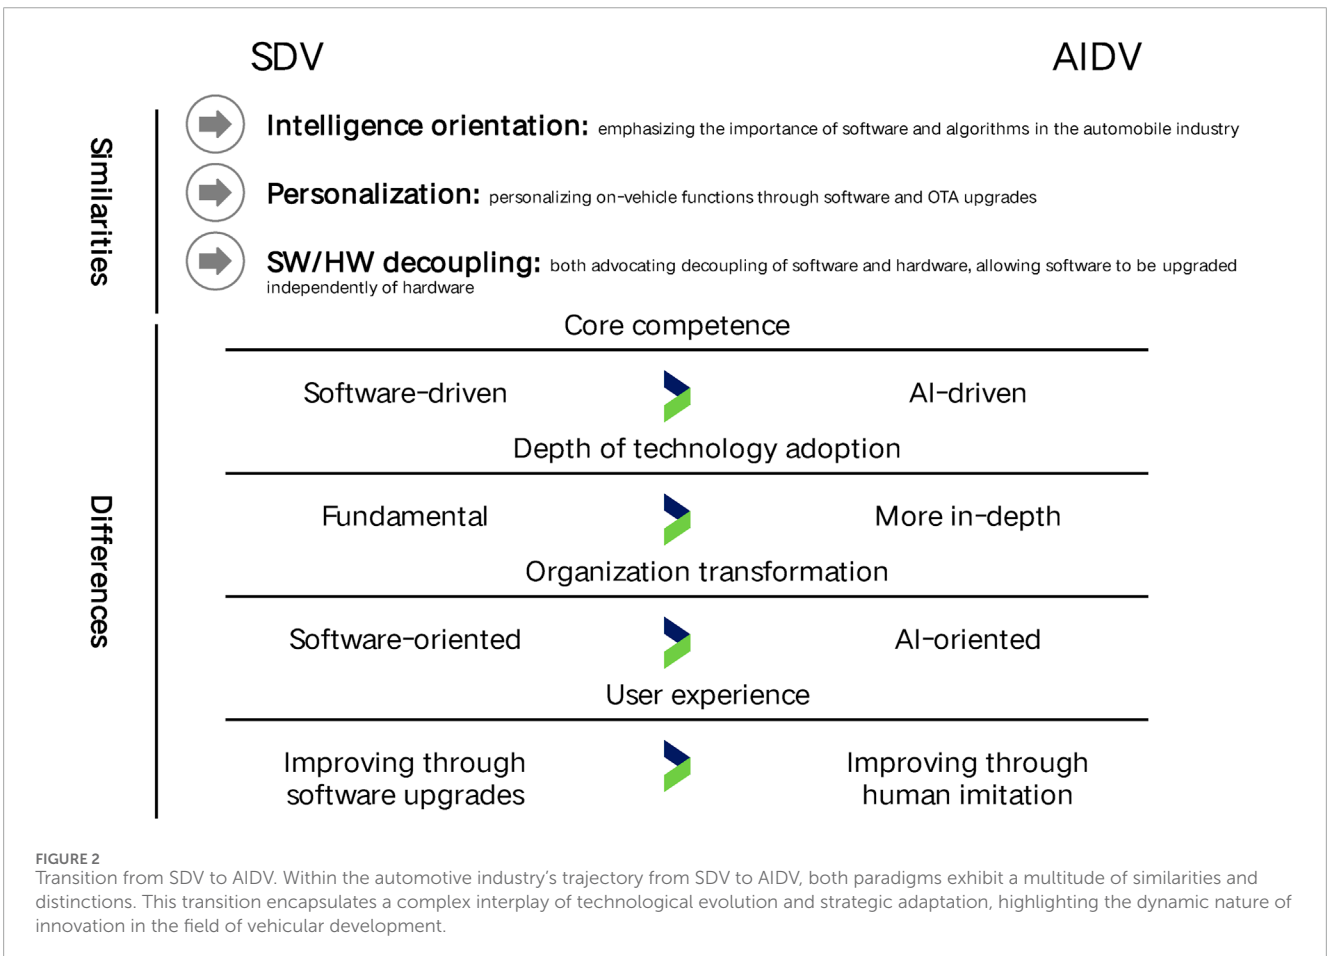 SDV
AIDV
Similarities
Intelligence orientation: emphasizing the importance of software and algorithms in the automobile industry
Personalization: personalizing on-vehicle functions through software and OTA upgrades
SW/HW decoupling: both advocating decoupling of software and hardware, allowing software to be upgraded
independently of hardware
Differences
Core competence
Software-driven
AI-driven
Depth of technology adoption
Fundamental
More in-depth
Organization transformation
Software-oriented
AI-oriented
User experience
Improving through
software upgrades
Improving through
human imitation
FIGURE 2
Transition from SDV to AIDV. Within the automotive industry's trajectory from SDV to AIDV, both paradigms exhibit a multitude of similarities and
distinctions. This transition encapsulates a complex interplay of technological evolution and strategic adaptation, highlighting the dynamic nature of
innovation in the field of vehicular development.